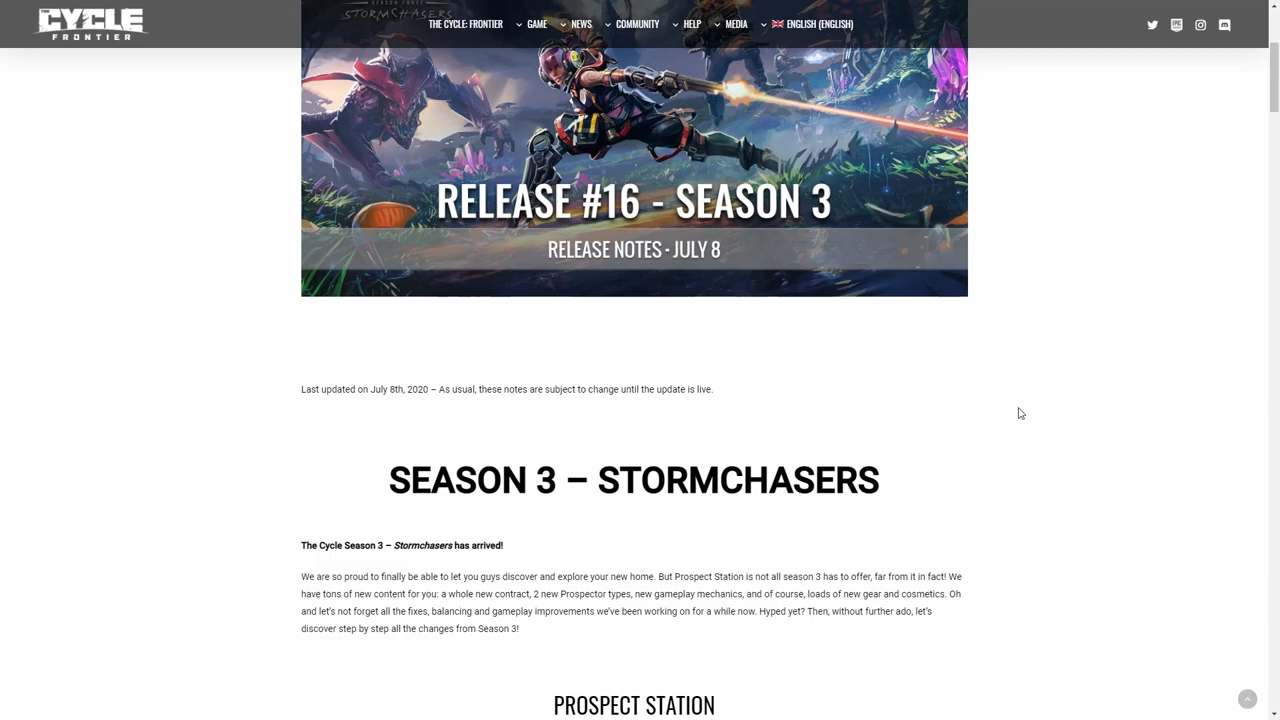 THE CYCLE FRONTIER
THE CYCLE: FRONTIER GAME NEWS COMMUNITY HELP MEDIA ENGLISH (ENGLISH)
STORMCHASERS
RELEASE #16 - SEASON 3
RELEASE NOTES · JULY 8
Last updated on July 8th, 2020 – As usual, these notes are subject to change until the update is live.
SEASON 3 – STORMCHASERS
The Cycle Season 3 – Stormchasers has arrived!
We are so proud to finally be able to let you guys discover and explore your new home. But Prospect Station is not all season 3 has to offer, far from it in fact! We
have tons of new content for you: a whole new contract, 2 new Prospector types, new gameplay mechanics, and of course, loads of new gear and cosmetics. Oh
and let's not forget all the fixes, balancing and gameplay improvements we've been working on for a while now. Hyped yet? Then, without further ado, let's
discover step by step all the changes from Season 3!
PROSPECT STATION